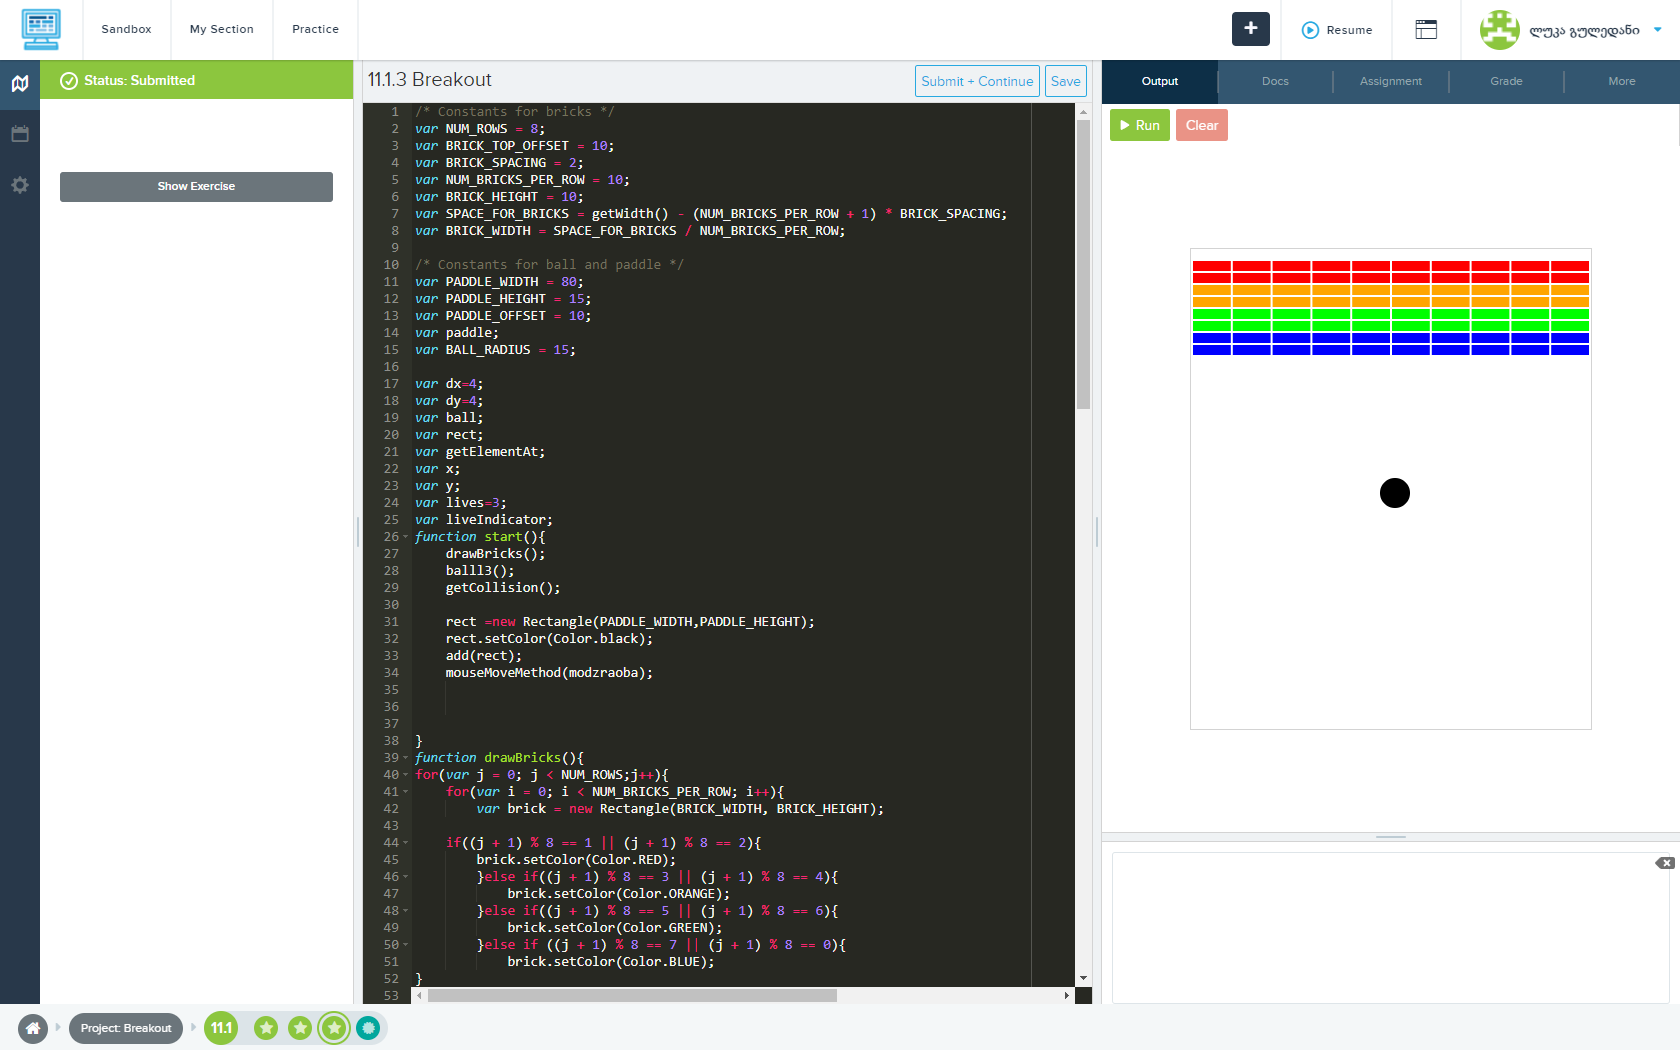 Sandbox
My Section
Practice
+
Resume
ლუკა გულედანი
Status: Submitted
Show Exercise
11.1.3 Breakout
Submit + Continue
Save
1 /* Constants for bricks */
2 var NUM_ROWS = 8;
3 var BRICK_TOP_OFFSET = 10;
4 var BRICK_SPACING = 2;
5 var NUM_BRICKS_PER_ROW = 10;
6 var BRICK_HEIGHT = 10;
7 var SPACE_FOR_BRICKS = getWidth() - (NUM_BRICKS_PER_ROW + 1) * BRICK_SPACING;
8 var BRICK_WIDTH = SPACE_FOR_BRICKS / NUM_BRICKS_PER_ROW;
9
10 /* Constants for ball and paddle */
11 var PADDLE_WIDTH = 80;
12 var PADDLE_HEIGHT = 15;
13 var PADDLE_OFFSET = 10;
14 var paddle;
15 var BALL_RADIUS = 15;
16
17 var dx=4;
18 var dy=4;
19 var ball;
20 var rect;
21 var getElementAt;
22 var x;
23 var y;
24 var lives=3;
25 var liveIndicator;
26 function start(){
27 drawBricks();
28 balll3();
29 getCollision();
30
31 rect =new Rectangle(PADDLE_WIDTH,PADDLE_HEIGHT);
32 rect.setColor(Color.black);
33 add(rect);
34 mouseMoveMethod(modzraoba);
35
36
37
38 }
39 function drawBricks(){
40 for(var j = 0; j < NUM_ROWS;j++){
41 for(var i = 0; i < NUM_BRICKS_PER_ROW; i++){
42 var brick = new Rectangle(BRICK_WIDTH, BRICK_HEIGHT);
43
44 if((j + 1) % 8 == 1 || (j + 1) % 8 == 2){
45 brick.setColor(Color.RED);
46 }else if((j + 1) % 8 == 3 || (j + 1) % 8 == 4){
47 brick.setColor(Color.ORANGE);
48 }else if((j + 1) % 8 == 5 || (j + 1) % 8 == 6){
49 brick.setColor(Color.GREEN);
50 }else if ((j + 1) % 8 == 7 || (j + 1) % 8 == 0){
51 brick.setColor(Color.BLUE);
52 }
53
Output
Docs
Assignment
Grade
More
Run
Clear
Project: Breakout
11.1